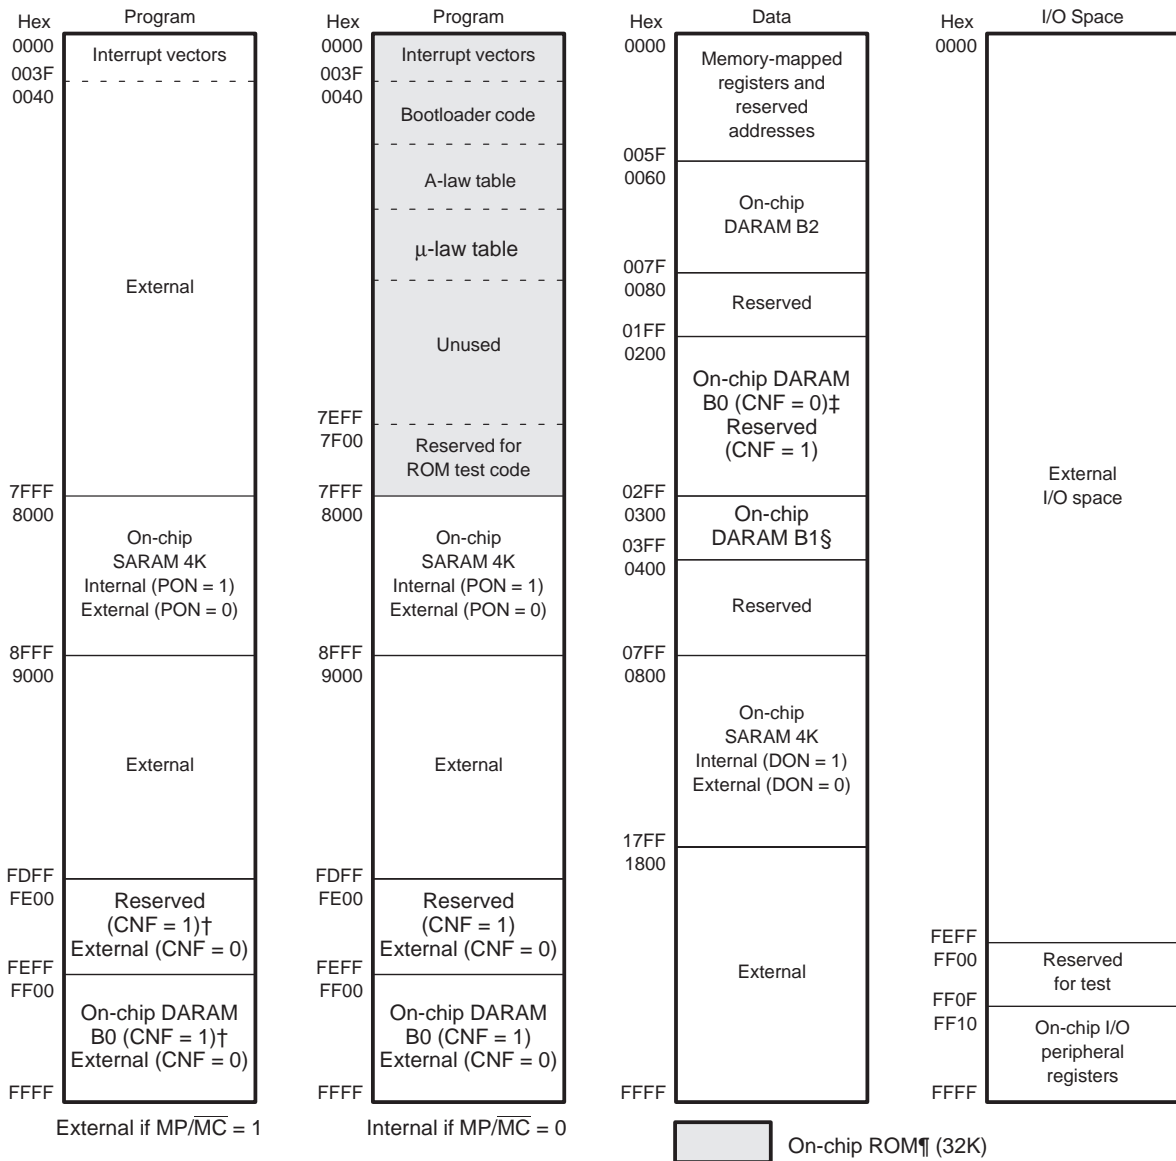 Hex
Program
0000
Interrupt vectors
003F
0040
External
7FFF
8000
On-chip
SARAM 4K
Internal (PON = 1)
External (PON = 0)
8FFF
9000
External
FDFF
FE00
Reserved
(CNF = 1)†
External (CNF = 0)
FEFF
FF00
On-chip DARAM
B0 (CNF = 1)†
External (CNF = 0)
FFFF
External if MP/M̅C̅ = 1
Hex
Program
0000
Interrupt vectors
003F
0040
Bootloader code
A-law table
μ-law table
Unused
7EFF
7F00
Reserved for
ROM test code
7FFF
8000
On-chip
SARAM 4K
Internal (PON = 1)
External (PON = 0)
8FFF
9000
External
FDFF
FE00
Reserved
(CNF = 1)
External (CNF = 0)
FEFF
FF00
On-chip DARAM
B0 (CNF = 1)
External (CNF = 0)
FFFF
Internal if MP/M̅C̅ = 0
Hex
Data
0000
Memory-mapped
registers and
reserved
addresses
005F
0060
On-chip
DARAM B2
007F
0080
Reserved
01FF
0200
On-chip DARAM
B0 (CNF = 0)‡
Reserved
(CNF = 1)
02FF
0300
On-chip
DARAM B1§
03FF
0400
Reserved
07FF
0800
On-chip
SARAM 4K
Internal (DON = 1)
External (DON = 0)
17FF
1800
External
FFFF
Hex
I/O Space
0000
External
I/O space
FEFF
FF00
Reserved
for test
FF0F
FF10
On-chip I/O
peripheral
registers
FFFF
On-chip ROM¶ (32K)